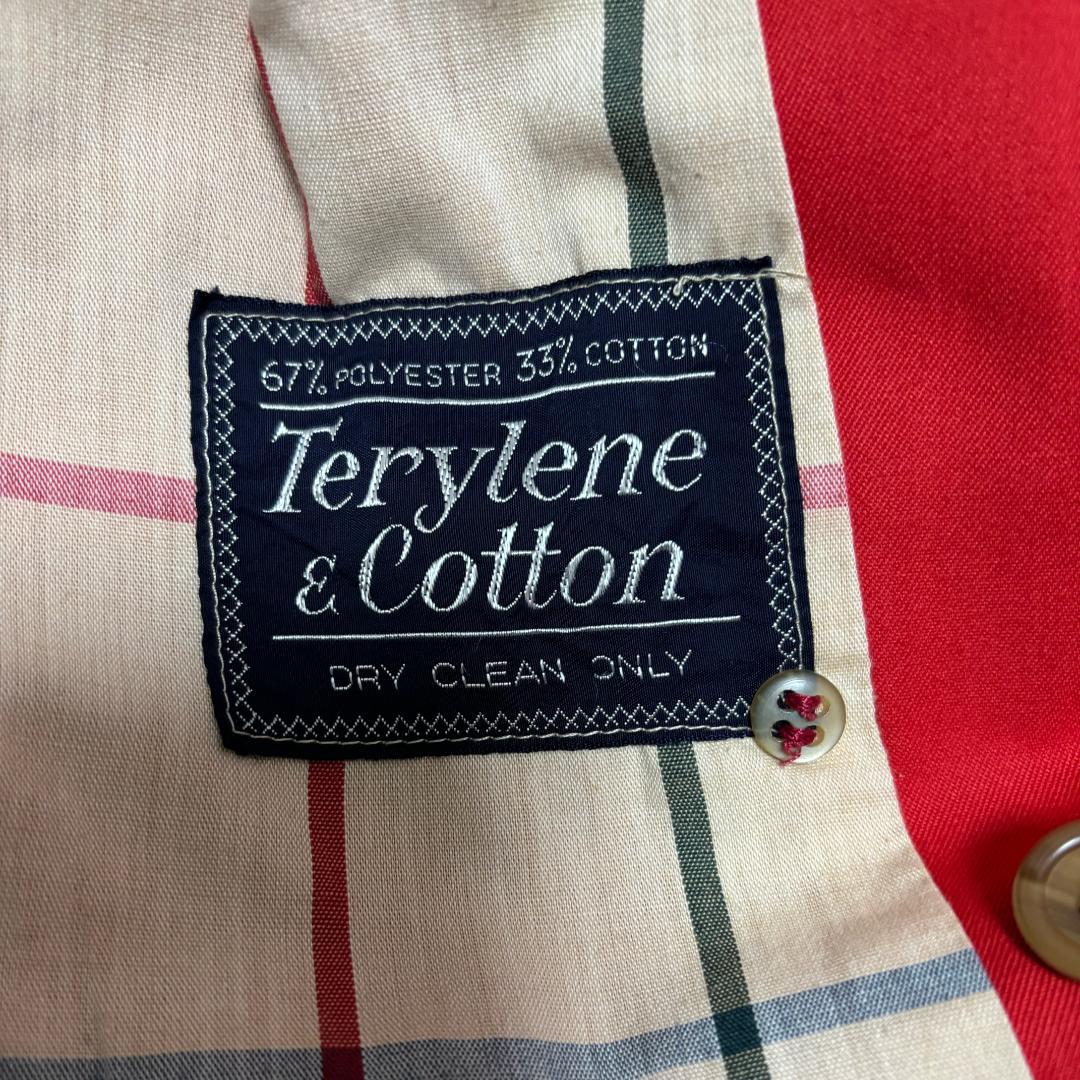 67% POLYESTER 33% COTTON
Terylene
& Cotton
DRY CLEAN ONLY